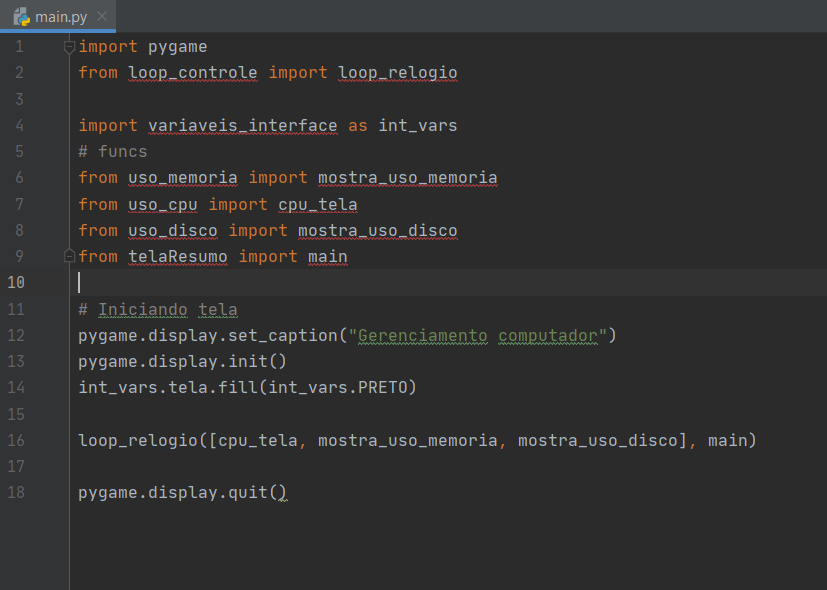 main.py
1 import pygame
2 from loop_controle import loop_relogio
3
4 import variaveis_interface as int_vars
5 # funcs
6 from uso_memoria import mostra_uso_memoria
7 from uso_cpu import cpu_tela
8 from uso_disco import mostra_uso_disco
9 from telaResumo import main
10
11 # Iniciando tela
12 pygame.display.set_caption("Gerenciamento computador")
13 pygame.display.init()
14 int_vars.tela.fill(int_vars.PRETO)
15
16 loop_relogio([cpu_tela, mostra_uso_memoria, mostra_uso_disco], main)
17
18 pygame.display.quit()